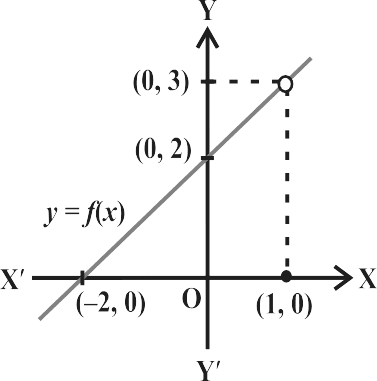 Y
(0, 3)
(0, 2)
y = f(x)
X′
(–2, 0)
O
(1, 0)
X
Y′